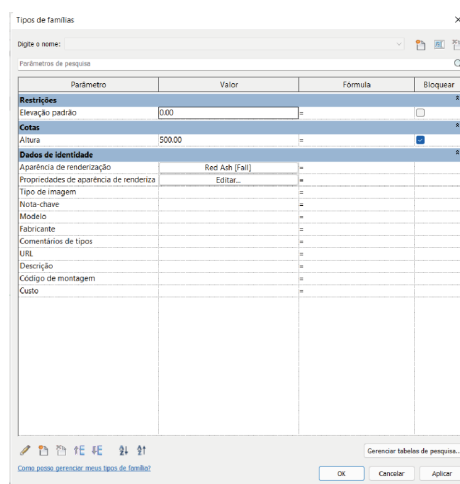 Tipos de famílias
Digite o nome:
Parâmetros de pesquisa
Parâmetro Valor Fórmula Bloquear
Restrições
Elevação padrão 0.00 =
Cotas
Altura 500.00 =
Dados de identidade
Aparência de renderização Red Ash [Fall] =
Propriedades de aparência de renderiza Editar... =
Tipo de imagem =
Nota-chave =
Modelo =
Fabricante =
Comentários de tipos =
URL =
Descrição =
Código de montagem =
Custo =
Gerenciar tabelas de pesquisa...
Como posso gerenciar meus tipos de família?
OK Cancelar Aplicar